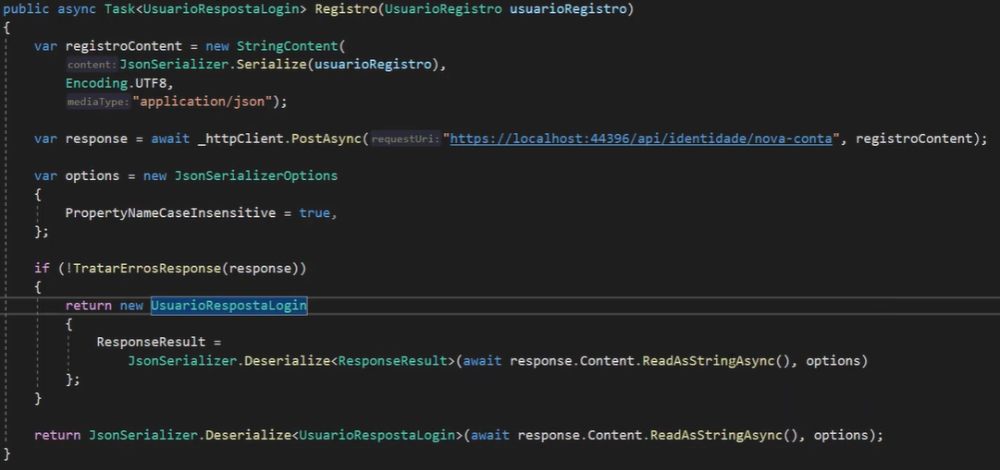 public async Task<UsuarioRespostaLogin> Registro(UsuarioRegistro usuarioRegistro)
{
var registroContent = new StringContent(
content: JsonSerializer.Serialize(usuarioRegistro),
Encoding.UTF8,
mediaType: "application/json");
var response = await _httpClient.PostAsync( requestUri: "https://localhost:44396/api/identidade/nova-conta", registroContent);
var options = new JsonSerializerOptions
{
PropertyNameCaseInsensitive = true,
};
if (!TratarErrosResponse(response))
{
return new UsuarioRespostaLogin
{
ResponseResult =
JsonSerializer.Deserialize<ResponseResult>(await response.Content.ReadAsStringAsync(), options)
};
}
return JsonSerializer.Deserialize<UsuarioRespostaLogin>(await response.Content.ReadAsStringAsync(), options);
}